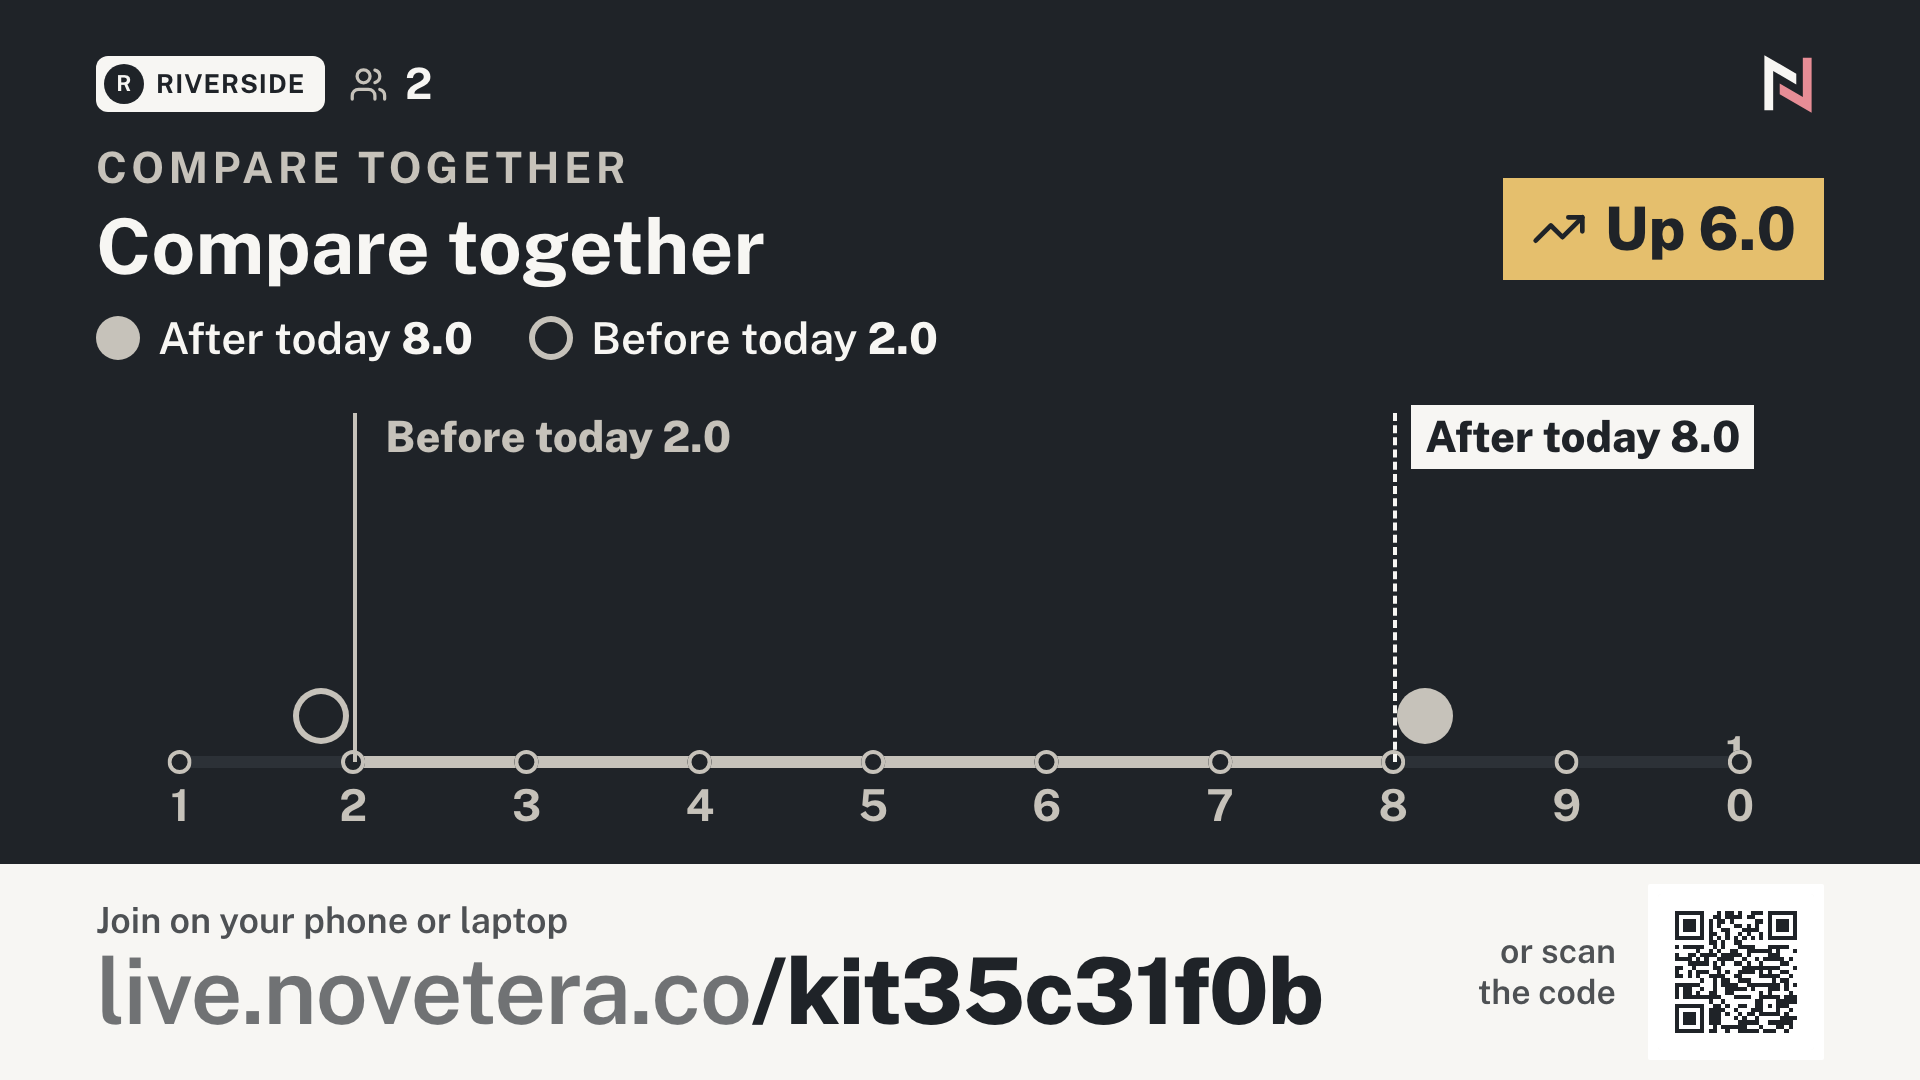 R RIVERSIDE 2
COMPARE TOGETHER
Compare together
Up 6.0
After today 8.0 Before today 2.0
Before today 2.0 After today 8.0
1 2 3 4 5 6 7 8 9 10
Join on your phone or laptop
live.novetera.co/kit35c31f0b
or scan
the code